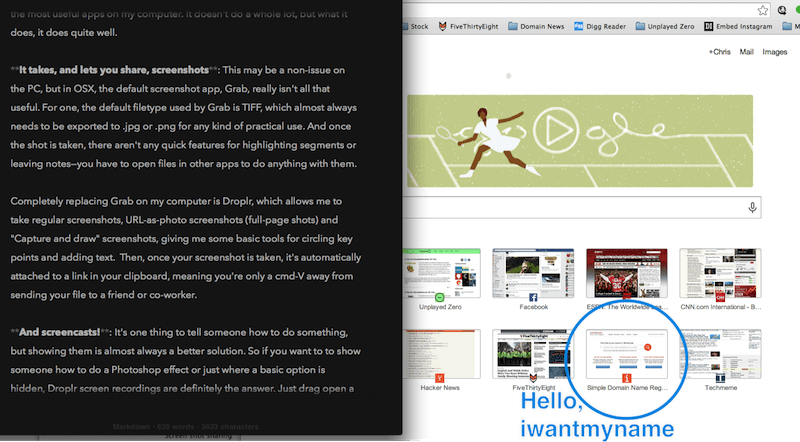 the most useful apps on my computer. It doesn't do a whole lot, but what it
does, it does quite well.
**It takes, and lets you share, screenshots**: This may be a non-issue on
the PC, but in OSX, the default screenshot app, Grab, really isn't all that
useful. For one, the default filetype used by Grab is TIFF, which almost always
needs to be exported to .jpg or .png for any kind of practical use. And once
the shot is taken, there aren't any quick features for highlighting segments or
leaving notes—you have to open files in other apps to do anything with them.
Completely replacing Grab on my computer is Droplr, which allows me to
take regular screenshots, URL-as-photo screenshots (full-page shots) and
"Capture and draw" screenshots, giving me some basic tools for circling key
points and adding text. Then, once your screenshot is taken, it's automatically
attached to a link in your clipboard, meaning you're only a cmd-V away from
sending your file to a friend or co-worker.
**And screencasts!**: It's one thing to tell someone how to do something,
but showing them is almost always a better solution. So if you want to to show
someone how to do a Photoshop effect or just where a basic option is
hidden, Droplr screen recordings are definitely the answer. Just drag open a
Markdown · 638 words · 3623 characters
Screen shot sharing
Stock
FiveThirtyEight
Domain News
Digg Reader
Unplayed Zero
Embed Instagram
M
+Chris Mail Images
Unplayed Zero
Facebook
ESPN: The Worldwide Lea...
CNN.com International - B...
Hacker News
FiveThirtyEight
Simple Domain Name Reg...
Techmeme
Hello,
iwantmyname